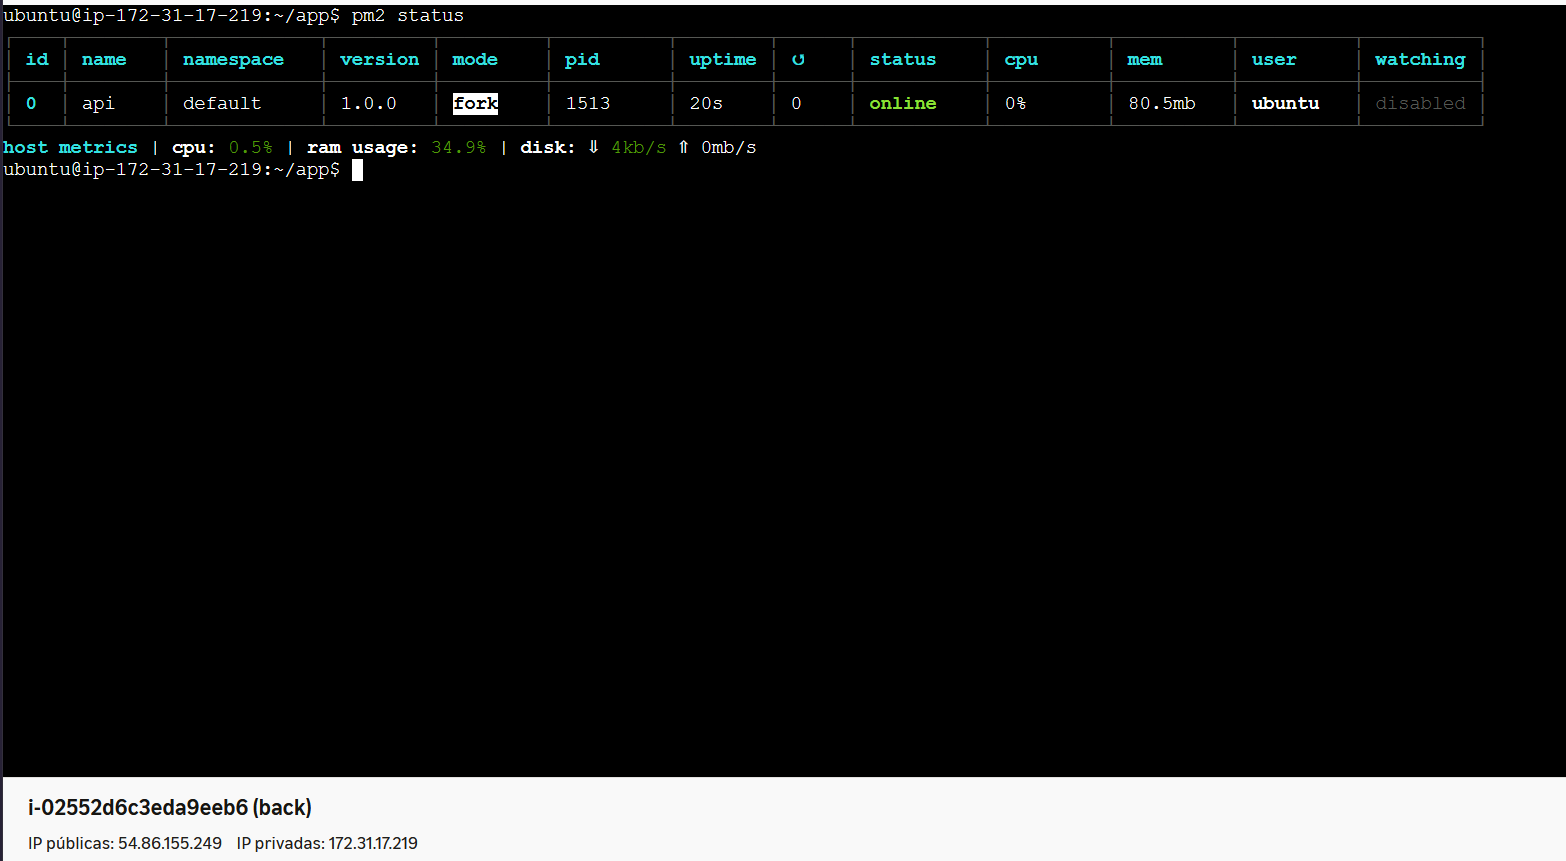 ubuntu@ip-172-31-17-219:~/app$ pm2 status
id name namespace version mode pid uptime ↺ status cpu mem user watching
0 api default 1.0.0 fork 1513 20s 0 online 0% 80.5mb ubuntu disabled
host metrics | cpu: 0.5% | ram usage: 34.9% | disk: ⇓ 4kb/s ⇑ 0mb/s
ubuntu@ip-172-31-17-219:~/app$
i-02552d6c3eda9eeb6 (back)
IP públicas: 54.86.155.249 IP privadas: 172.31.17.219